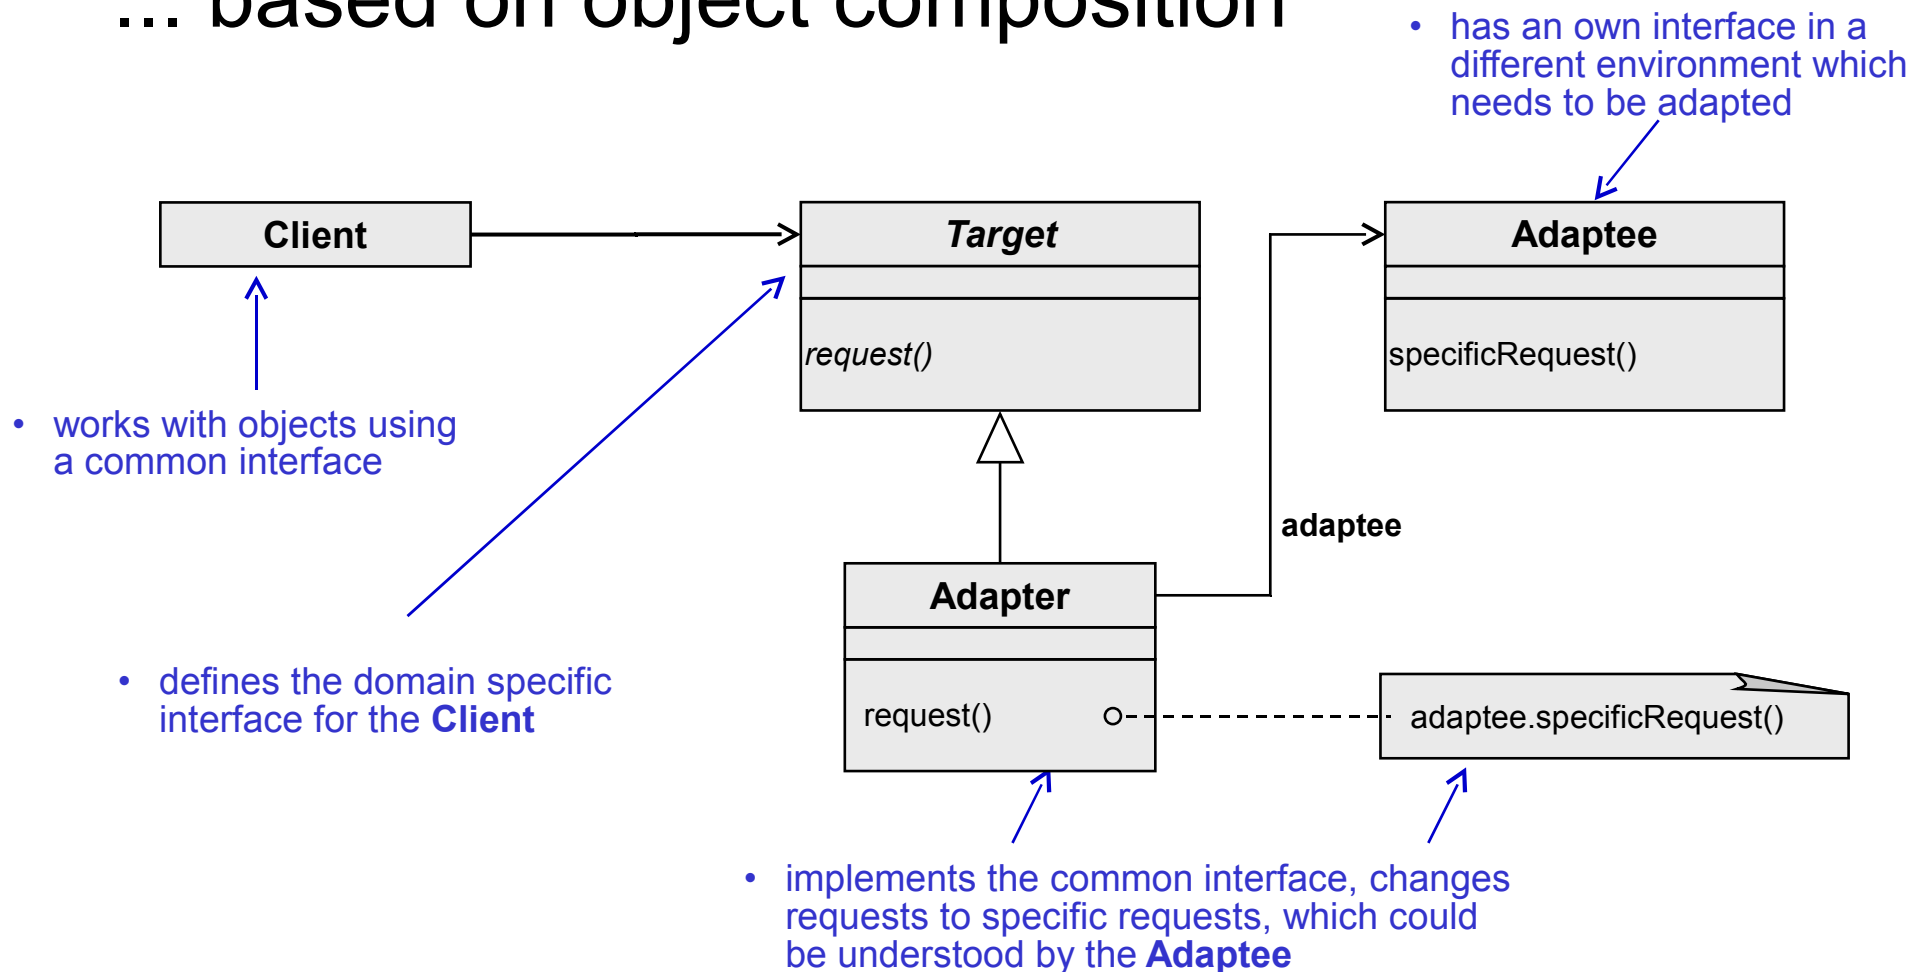 ... based on object composition
• has an own interface in a
different environment which
needs to be adapted
Client
Target
Adaptee
request()
specificRequest()
• works with objects using
a common interface
adaptee
Adapter
• defines the domain specific
interface for the Client
request()
adaptee.specificRequest()
• implements the common interface, changes
requests to specific requests, which could
be understood by the Adaptee